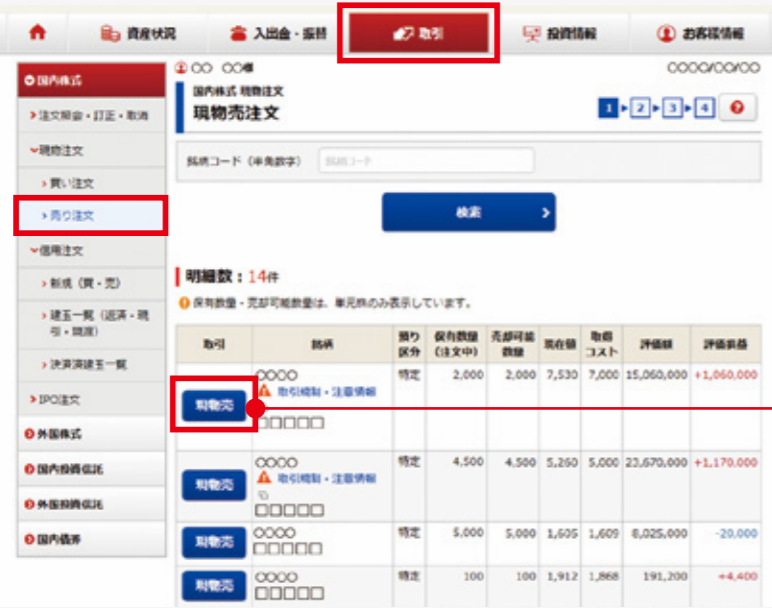 資産状況
入出金・振替
取引
投資情報
お客様情報
○○ ○○様
○○○○/○○/○○
国内株式
注文照会・訂正・取消
現物注文
買い注文
売り注文
信用注文
新規（買・売）
建玉一覧（返済・現
引・現渡）
決済済建玉一覧
IPO注文
外国株式
国内投資信託
外国投資信託
国内債券
国内株式 現物注文
現物売注文
1 2 3 4
銘柄コード（半角数字） 銘柄コード
検索
明細数：14件
保有数量・売却可能数量は、単元株のみ表示しています。
取引 銘柄 預り区分 保有数量（注文中） 売却可能数量 現在値 取得コスト 評価額 評価損益
現物売 ○○○○ 特定 2,000 2,000 7,530 7,000 15,060,000 +1,060,000
取引規制・注意情報
□□□□□
現物売 ○○○○ 特定 4,500 4,500 5,260 5,000 23,670,000 +1,170,000
取引規制・注意情報
□□□□□
現物売 ○○○○ 特定 5,000 5,000 1,605 1,609 8,025,000 -20,000
□□□□□
現物売 ○○○○ 特定 100 100 1,912 1,868 191,200 +4,400
□□□□□